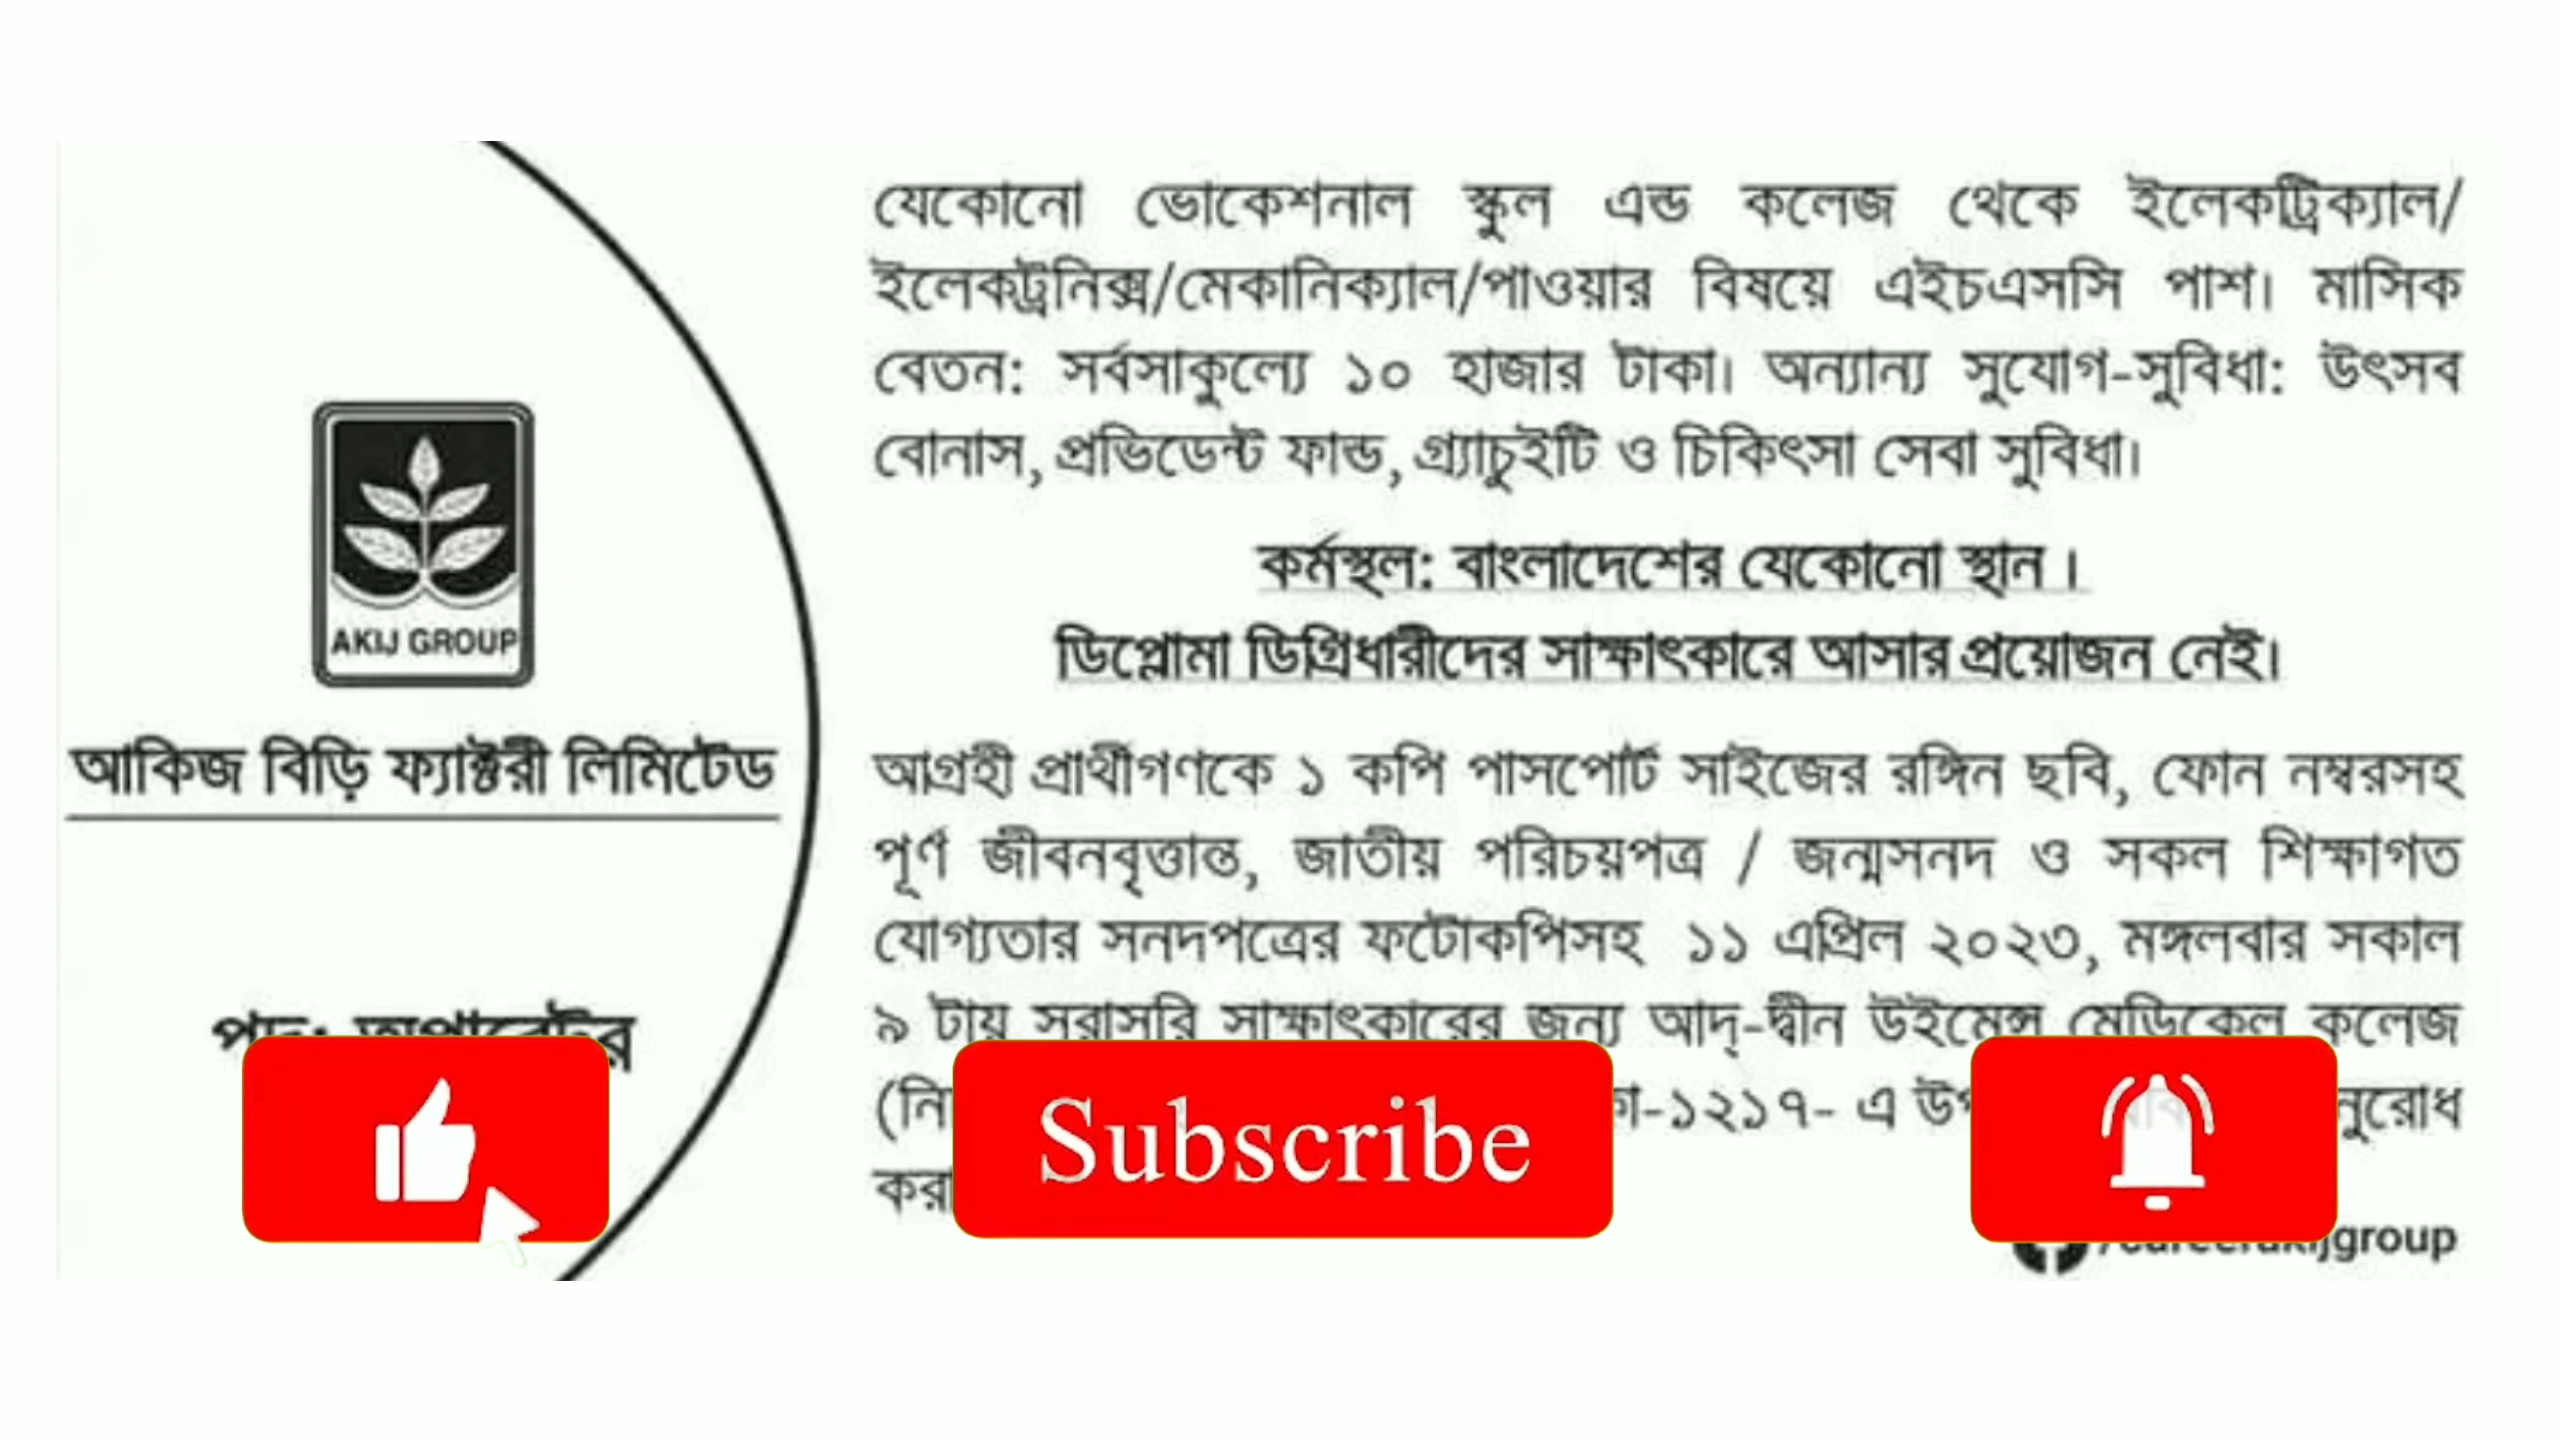 AKIJ GROUP
আকিজ বিড়ি ফ্যাক্টরী লিমিটেড
যেকোনো ভোকেশনাল স্কুল এন্ড কলেজ থেকে ইলেকট্রিক্যাল/
ইলেকট্রনিক্স/মেকানিক্যাল/পাওয়ার বিষয়ে এইচএসসি পাশ। মাসিক
বেতন: সর্বসাকুল্যে ১০ হাজার টাকা। অন্যান্য সুযোগ-সুবিধা: উৎসব
বোনাস, প্রভিডেন্ট ফান্ড, গ্র্যাচুইটি ও চিকিৎসা সেবা সুবিধা।
কর্মস্থল: বাংলাদেশের যেকোনো স্থান।
ডিপ্লোমা ডিগ্রিধারীদের সাক্ষাৎকারে আসার প্রয়োজন নেই।
আগ্রহী প্রার্থীগণকে ১ কপি পাসপোর্ট সাইজের রঙ্গিন ছবি, ফোন নম্বরসহ
পূর্ণ জীবনবৃত্তান্ত, জাতীয় পরিচয়পত্র / জন্মসনদ ও সকল শিক্ষাগত
যোগ্যতার সনদপত্রের ফটোকপিসহ ১১ এপ্রিল ২০২৩, মঙ্গলবার সকাল
৯ টায় সরাসরি সাক্ষাৎকারের জন্য আদ্-দ্বীন উইমেন্স মেডিকেল কলেজ
-১২১৭- এ
Subscribe